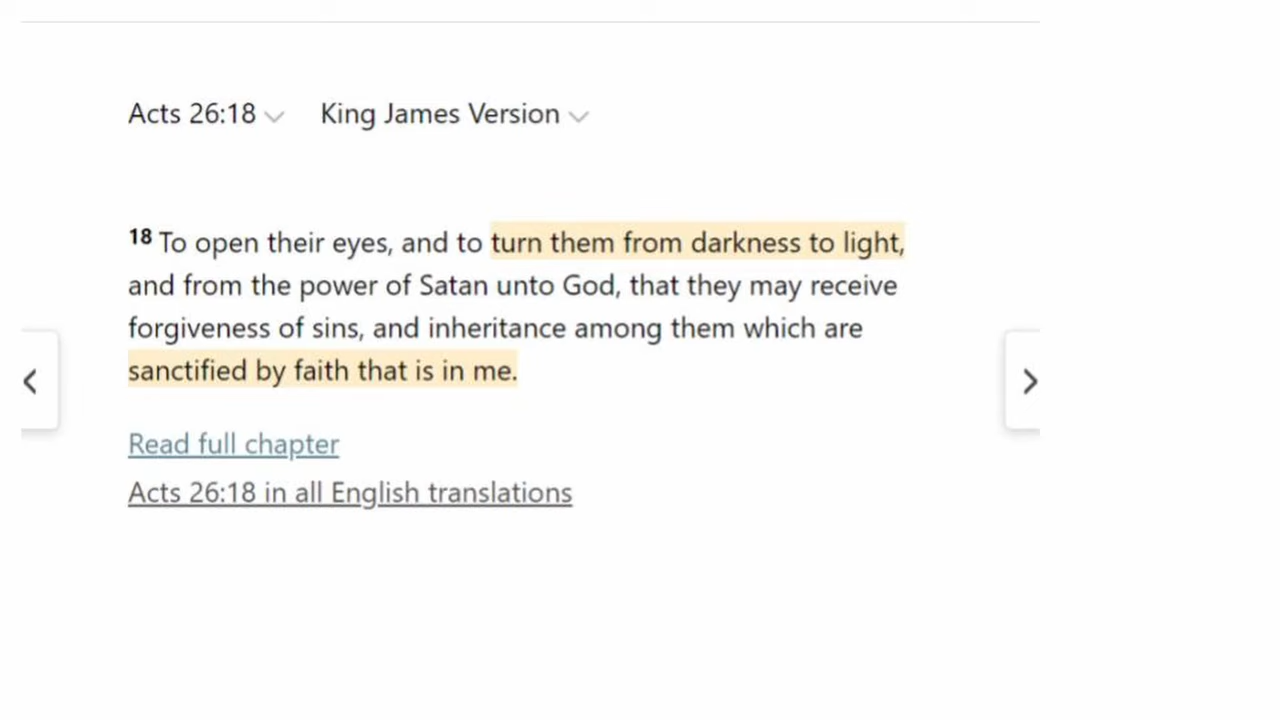 Acts 26:18 King James Version
18 To open their eyes, and to turn them from darkness to light,
and from the power of Satan unto God, that they may receive
forgiveness of sins, and inheritance among them which are
sanctified by faith that is in me.
Read full chapter
Acts 26:18 in all English translations